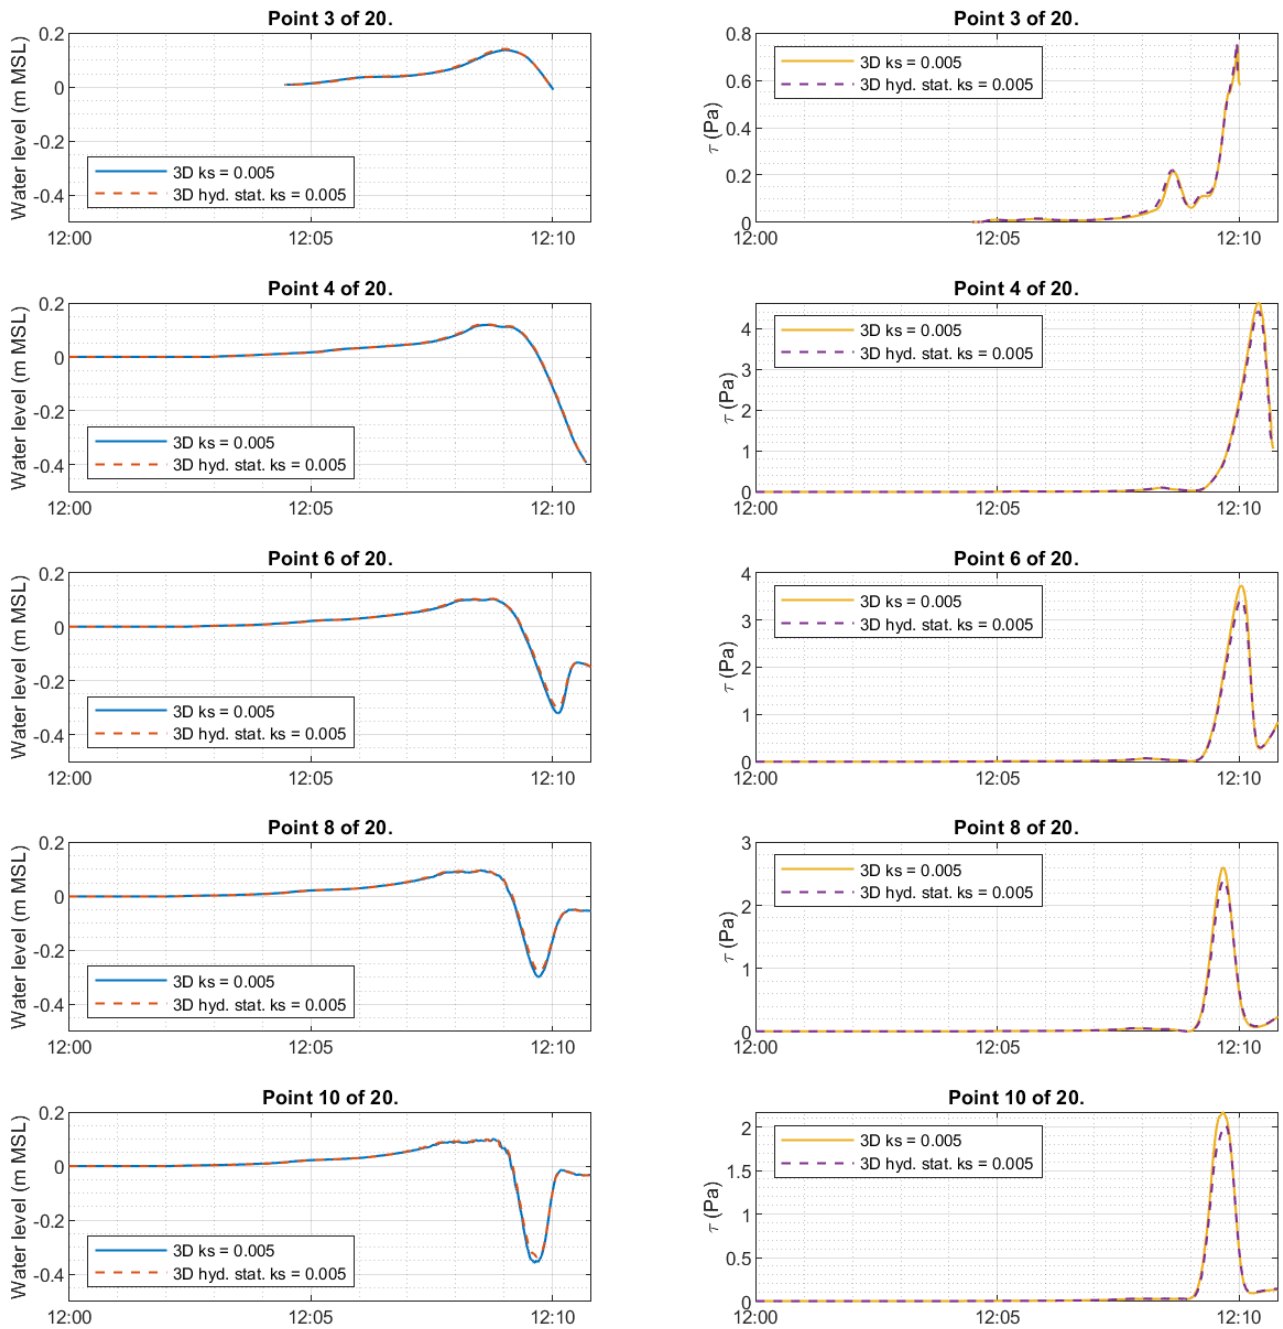 Point 3 of 20.
Water level (m MSL)
0.2
0
-0.2
-0.4
3D ks = 0.005
3D hyd. stat. ks = 0.005
12:00
12:05
12:10
Point 3 of 20.
τ (Pa)
0.8
0.6
0.4
0.2
0
3D ks = 0.005
3D hyd. stat. ks = 0.005
12:00
12:05
12:10
Point 4 of 20.
Water level (m MSL)
0.2
0
-0.2
-0.4
3D ks = 0.005
3D hyd. stat. ks = 0.005
12:00
12:05
12:10
Point 4 of 20.
τ (Pa)
4
3
2
1
0
3D ks = 0.005
3D hyd. stat. ks = 0.005
12:00
12:05
12:10
Point 6 of 20.
Water level (m MSL)
0.2
0
-0.2
-0.4
3D ks = 0.005
3D hyd. stat. ks = 0.005
12:00
12:05
12:10
Point 6 of 20.
τ (Pa)
4
3
2
1
0
3D ks = 0.005
3D hyd. stat. ks = 0.005
12:00
12:05
12:10
Point 8 of 20.
Water level (m MSL)
0.2
0
-0.2
-0.4
3D ks = 0.005
3D hyd. stat. ks = 0.005
12:00
12:05
12:10
Point 8 of 20.
τ (Pa)
3
2
1
0
3D ks = 0.005
3D hyd. stat. ks = 0.005
12:00
12:05
12:10
Point 10 of 20.
Water level (m MSL)
0.2
0
-0.2
-0.4
3D ks = 0.005
3D hyd. stat. ks = 0.005
12:00
12:05
12:10
Point 10 of 20.
τ (Pa)
2
1.5
1
0.5
0
3D ks = 0.005
3D hyd. stat. ks = 0.005
12:00
12:05
12:10